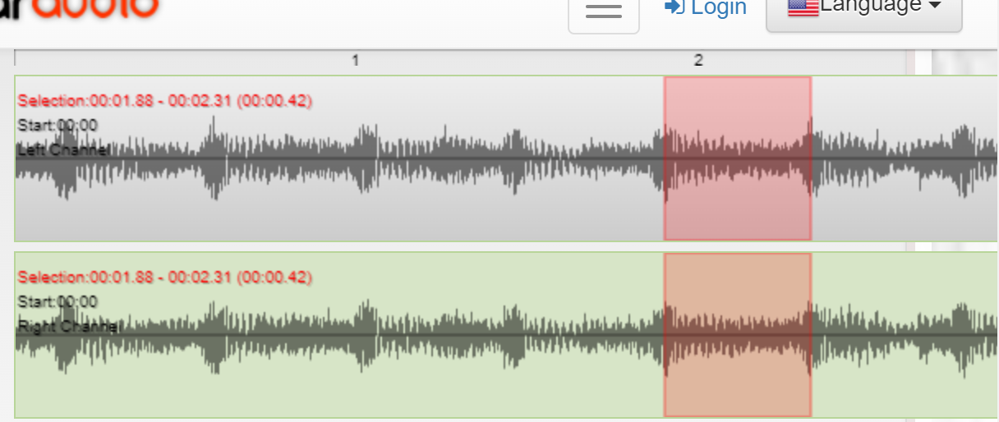 audio
Login
Language
1 2
Selection:00:01.88 - 00:02.31 (00:00.42)
Start:00:00
Left Channel
Selection:00:01.88 - 00:02.31 (00:00.42)
Start:00:00
Right Channel